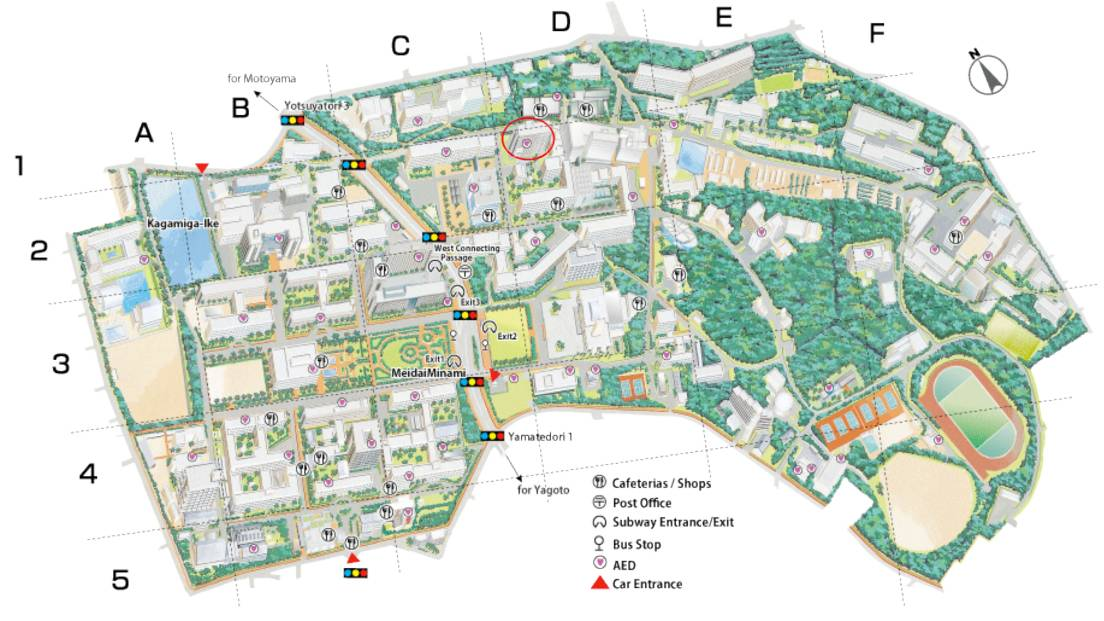 D
E
F
C
N
for Motoyama
B
Yotsuyatori 3
A
1
Kagamiga-Ike
2
West Connecting
Passage
Exit3
Exit2
3
Exit1
MeidaiMinami
Yamatedori 1
4
for Yagoto
Cafeterias / Shops
Post Office
Subway Entrance/Exit
Bus Stop
AED
Car Entrance
5